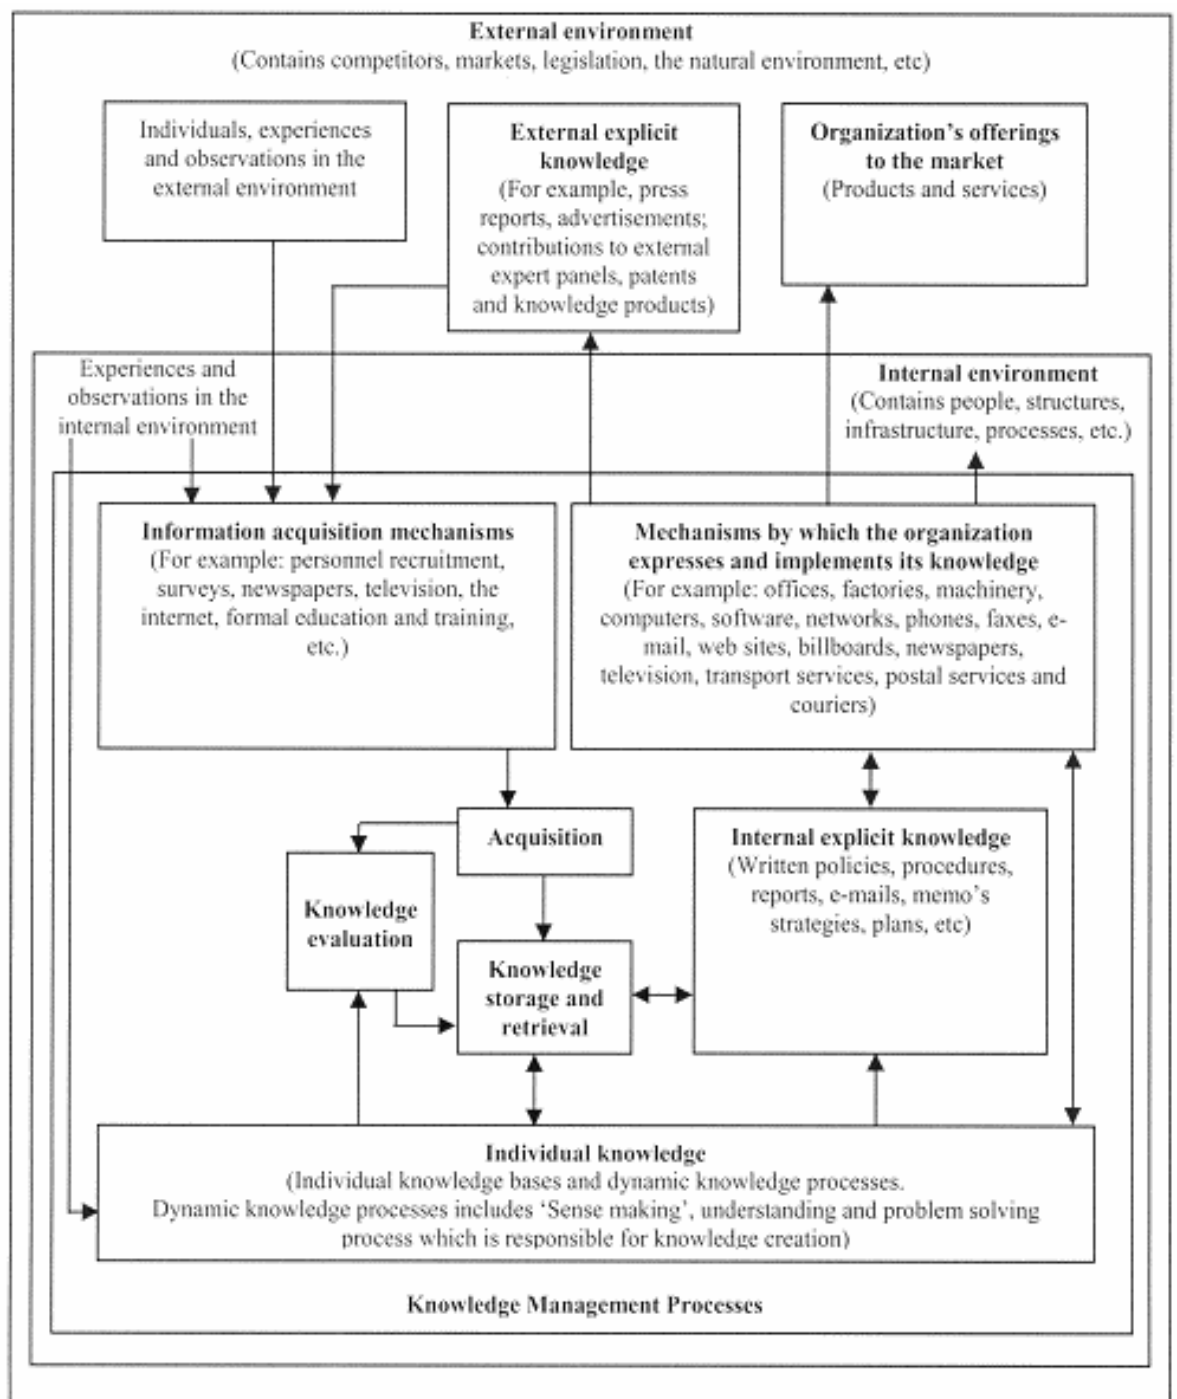 External environment
(Contains competitors, markets, legislation, the natural environment, etc)
Individuals, experiences
and observations in the
external environment
External explicit
knowledge
(For example, press
reports, advertisements;
contributions to external
expert panels, patents
and knowledge products)
Organization's offerings
to the market
(Products and services)
Experiences and
observations in the
internal environment
Internal environment
(Contains people, structures,
infrastructure, processes, etc.)
Information acquisition mechanisms
(For example: personnel recruitment,
surveys, newspapers, television, the
internet, formal education and training,
etc.)
Mechanisms by which the organization
expresses and implements its knowledge
(For example: offices, factories, machinery,
computers, software, networks, phones, faxes, e-
mail, web sites, billboards, newspapers,
television, transport services, postal services and
couriers)
Acquisition
Knowledge
evaluation
Knowledge
storage and
retrieval
Internal explicit knowledge
(Written policies, procedures,
reports, e-mails, memo's
strategies, plans, etc)
Individual knowledge
(Individual knowledge bases and dynamic knowledge processes.
Dynamic knowledge processes includes 'Sense making', understanding and problem solving
process which is responsible for knowledge creation)
Knowledge Management Processes